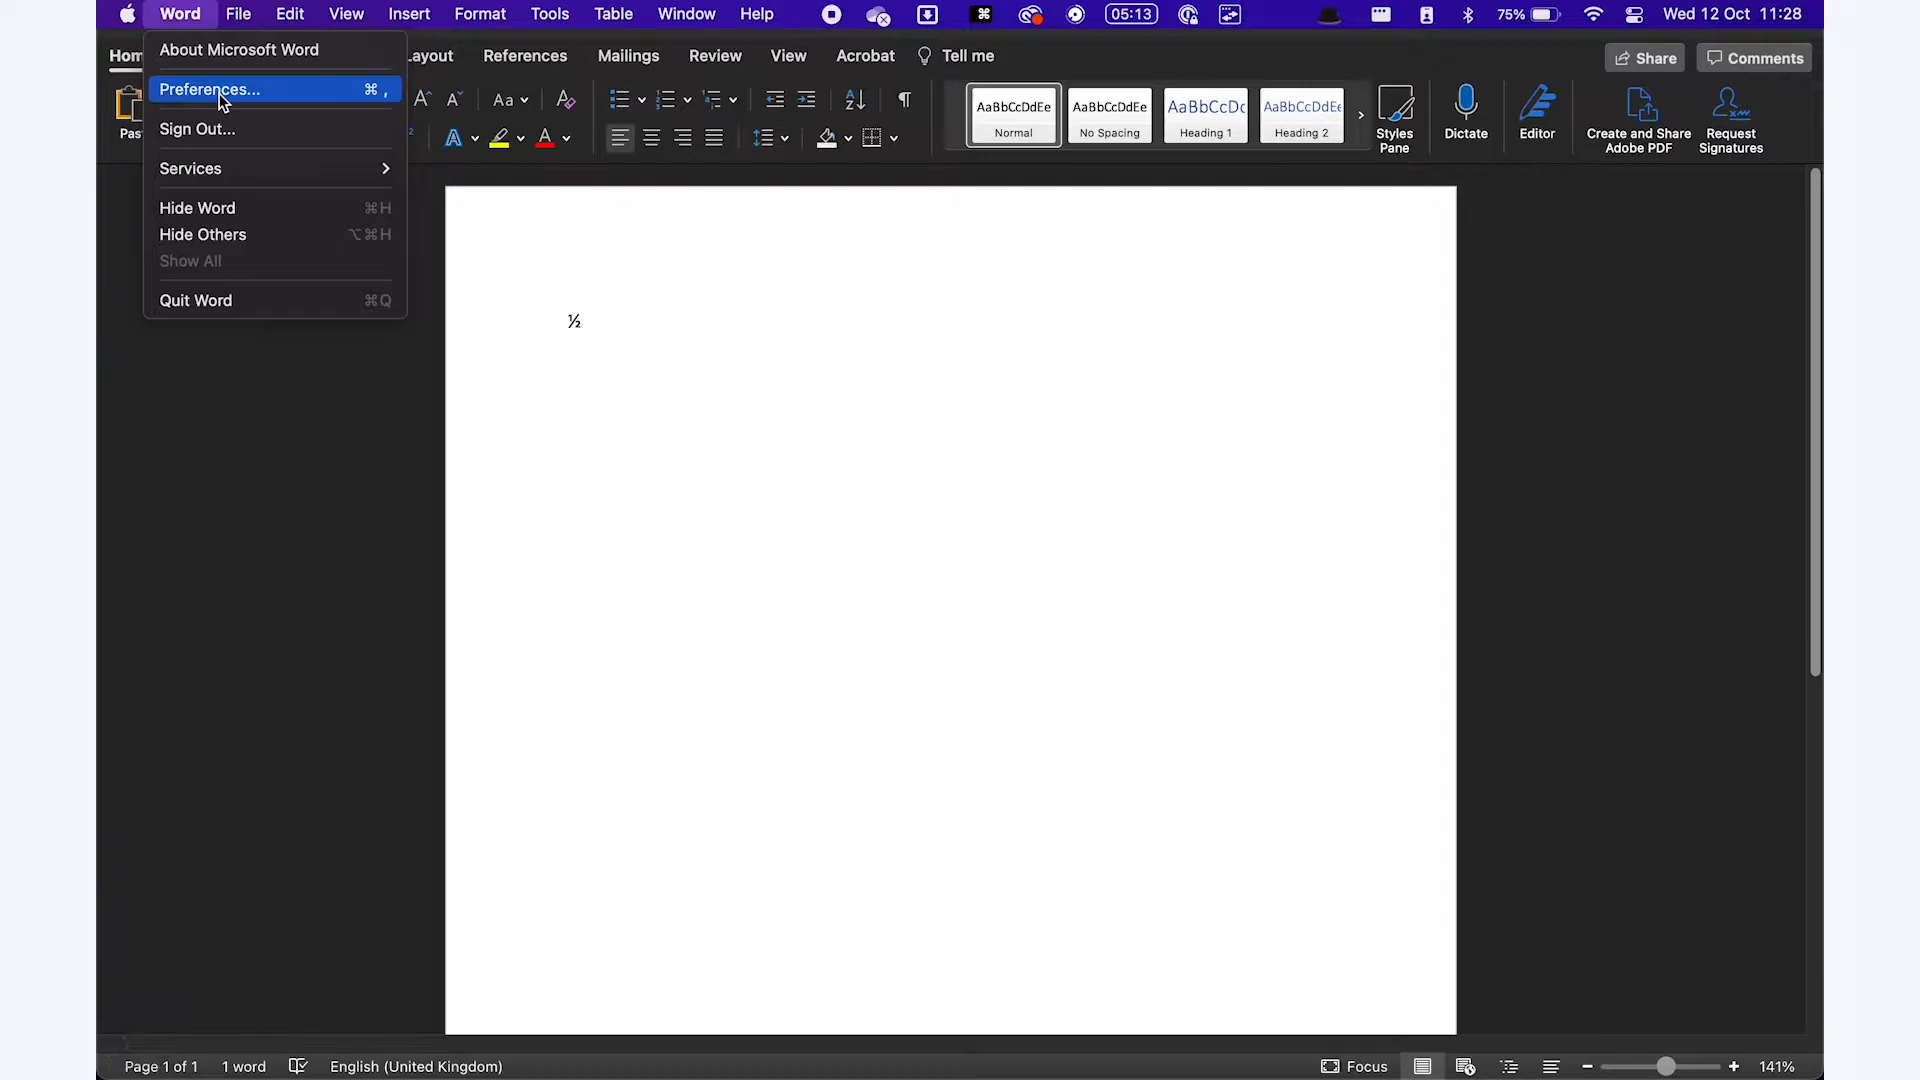 Word File Edit View Insert Format Tools Table Window Help 05:13 75% Wed 12 Oct 11:28
About Microsoft Word
Preferences... ⌘ ,
Sign Out...
Services
Hide Word ⌘H
Hide Others ⌥⌘H
Show All
Quit Word ⌘Q
Hom ayout References Mailings Review View Acrobat Tell me Share Comments
Pas
Aa
AaBbCcDdEe
Normal
AaBbCcDdEe
No Spacing
AaBbCcDc
Heading 1
AaBbCcDdEe
Heading 2
Styles
Pane
Dictate
Editor
Create and Share
Adobe PDF
Request
Signatures
½
Page 1 of 1 1 word English (United Kingdom) Focus 141%